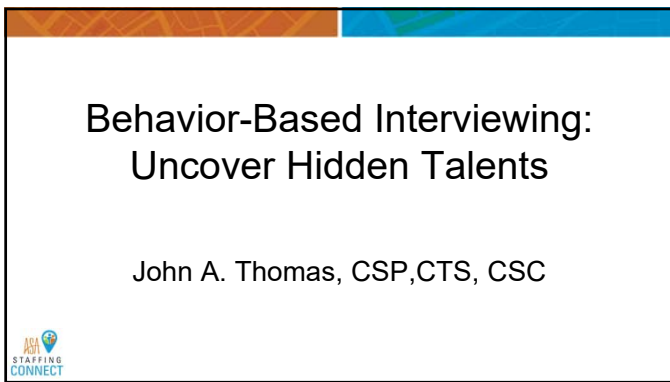 Behavior-Based Interviewing:
Uncover Hidden Talents
John A. Thomas, CSP,CTS, CSC
ASA
STAFFING
CONNECT